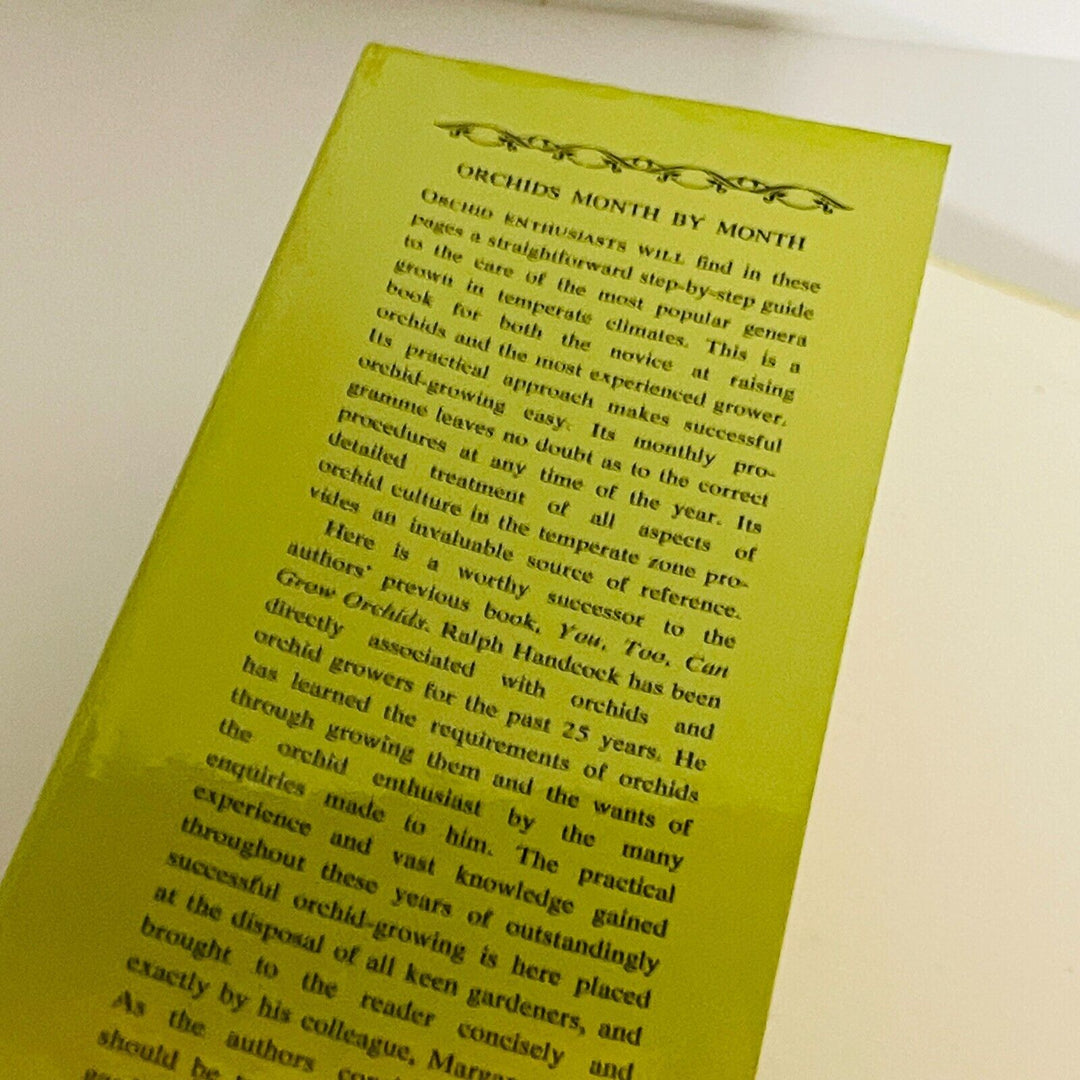 ORCHIDS MONTH BY MONTH
ORCHID ENTHUSIASTS WILL find in these
pages a straightforward step-by-step guide
to the care of the most popular genera
grown in temperate climates. This is a
book for both the novice at raising
orchids and the most experienced grower.
Its practical approach makes successful
orchid-growing easy. Its monthly pro-
gramme leaves no doubt as to the correct
procedures at any time of the year. Its
detailed treatment of all aspects of
orchid culture in the temperate zone pro-
vides an invaluable source of reference.
Here is a worthy successor to the
authors' previous book, You, Too, Can
Grow Orchids. Ralph Handcock has been
directly associated with orchids and
orchid growers for the past 25 years. He
has learned the requirements of orchids
through growing them and the wants of
the orchid enthusiast by the many
enquiries made to him. The practical
experience and vast knowledge gained
throughout these years of outstandingly
successful orchid-growing is here placed
at the disposal of all keen gardeners, and
brought to the reader concisely and
exactly by his colleague,
As the authors
should be